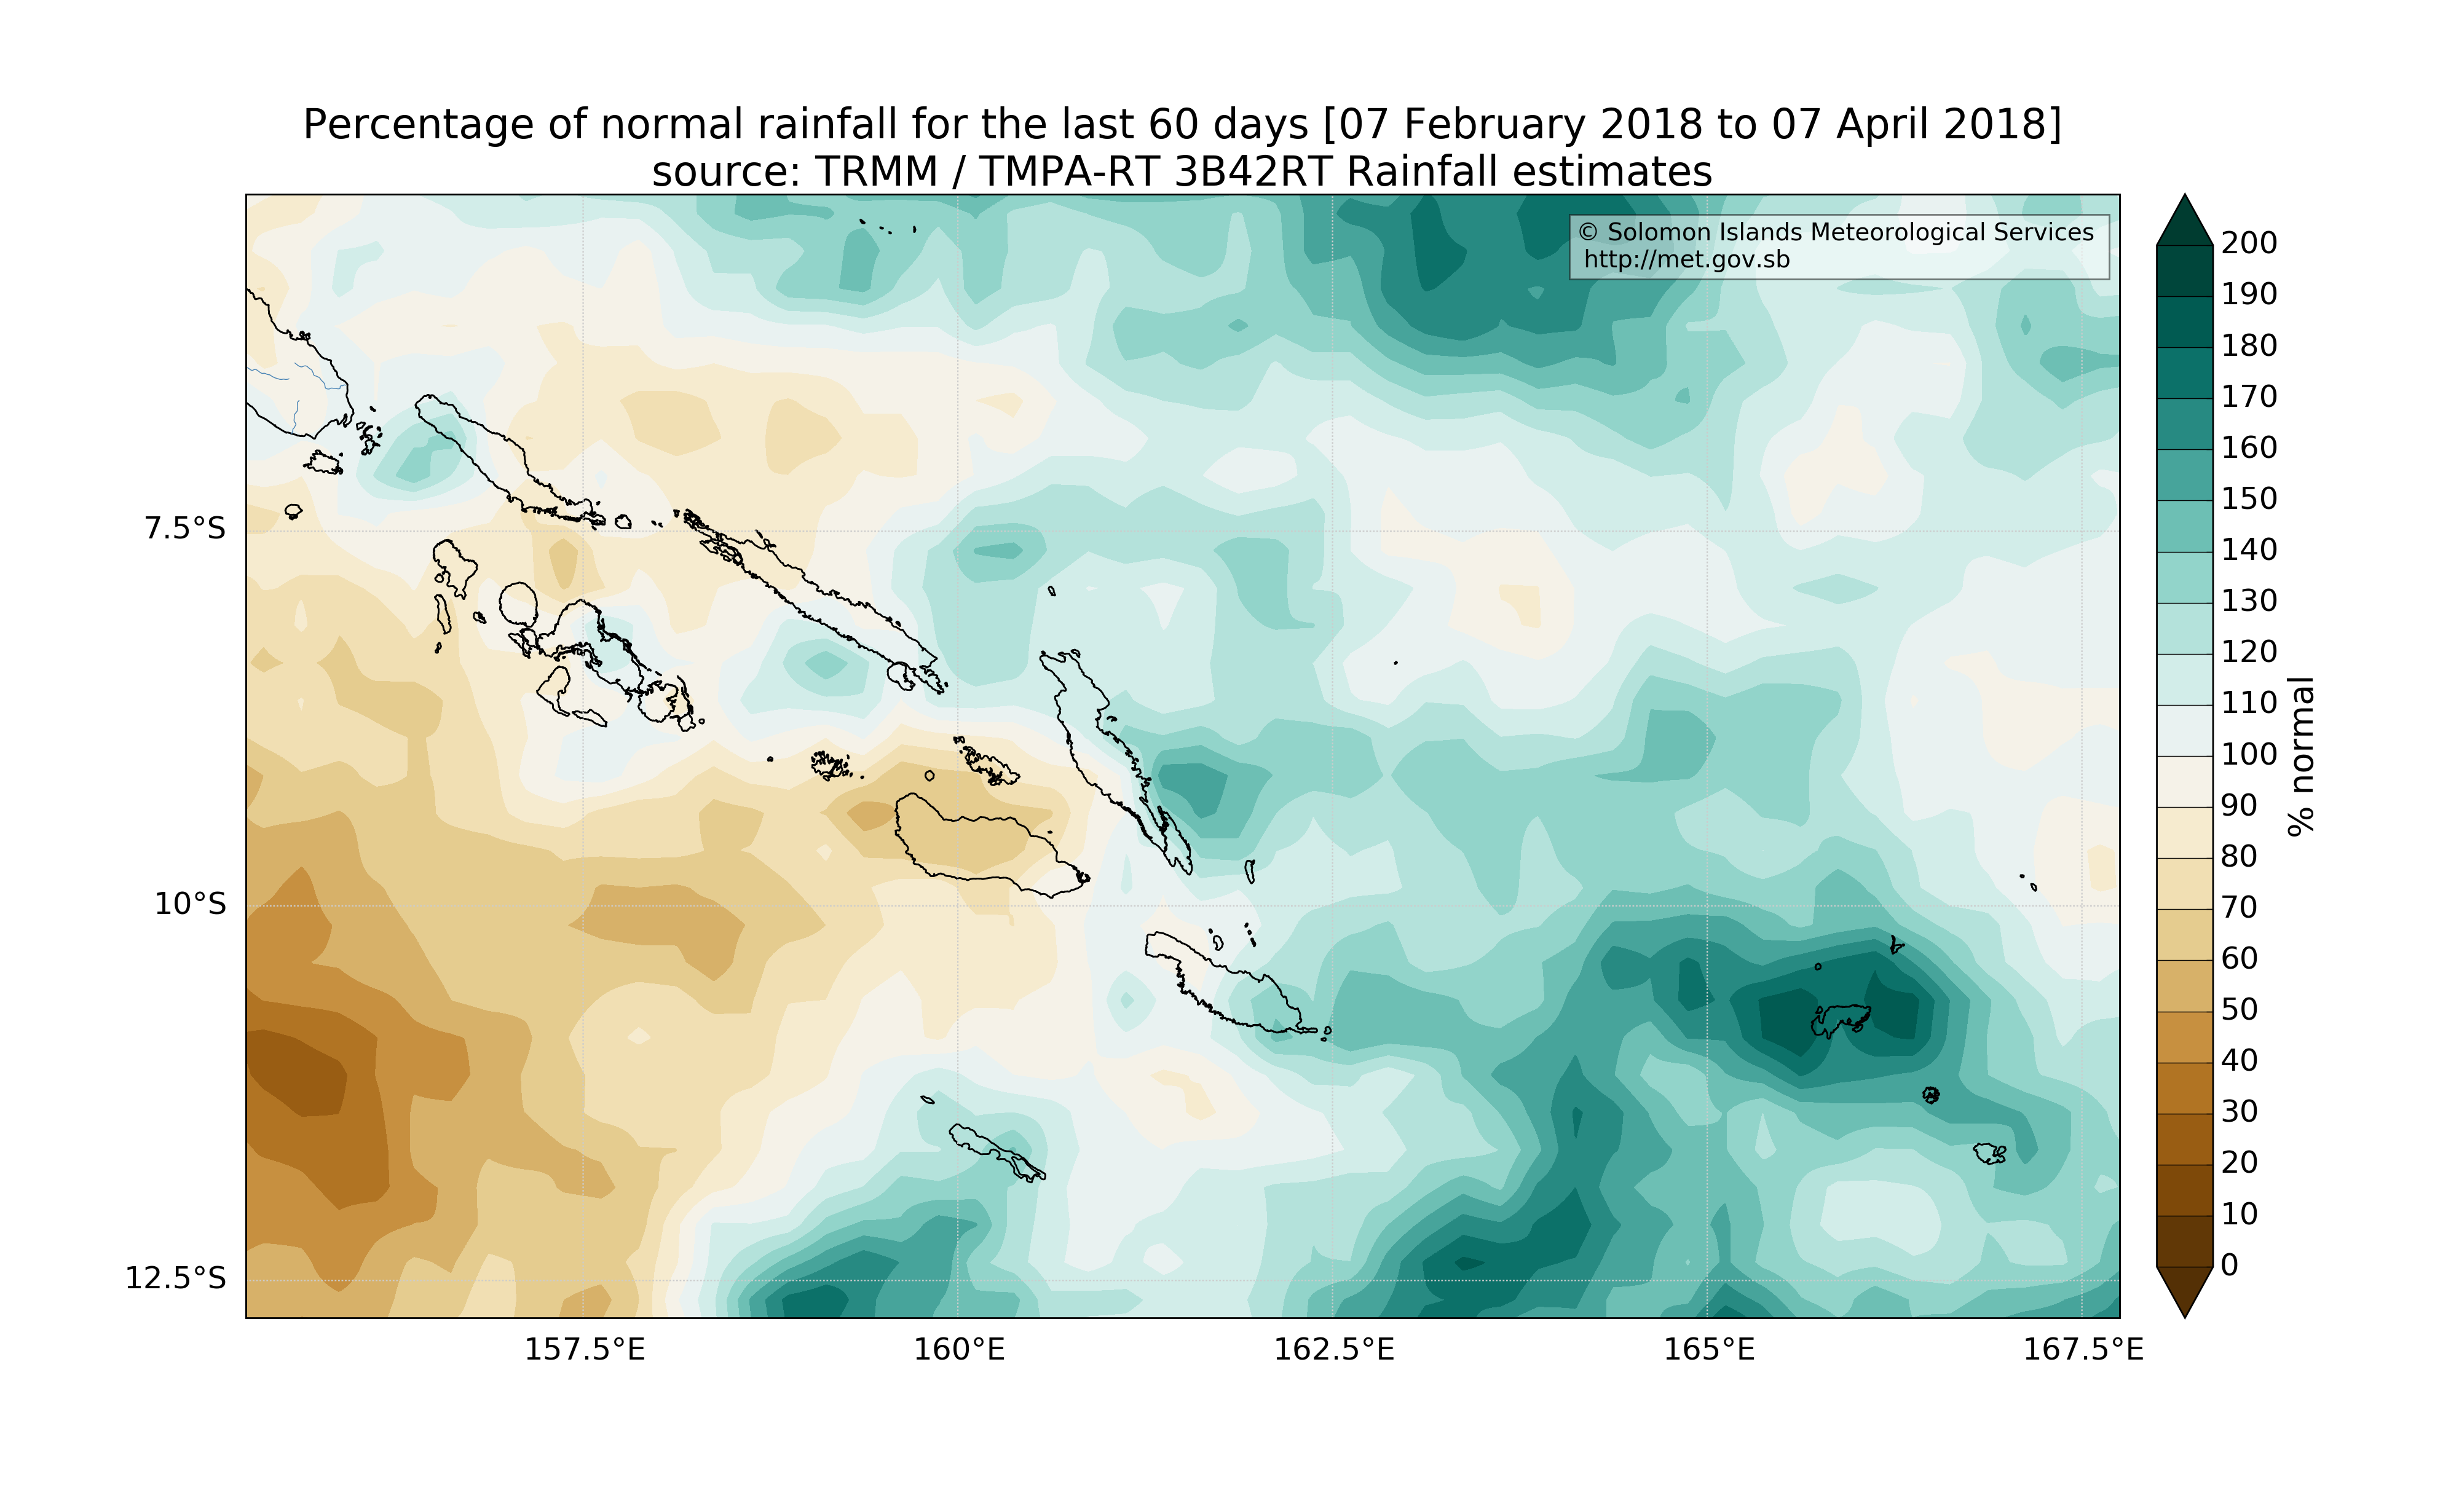 Percentage of normal rainfall for the last 60 days [07 February 2018 to 07 April 2018]
source: TRMM / TMPA-RT 3B42RT Rainfall estimates
© Solomon Islands Meteorological Services
http://met.gov.sb
7.5°S
10°S
12.5°S
157.5°E
160°E
162.5°E
165°E
167.5°E
200
190
180
170
160
150
140
130
120
110
100
90
80
70
60
50
40
30
20
10
0
% normal